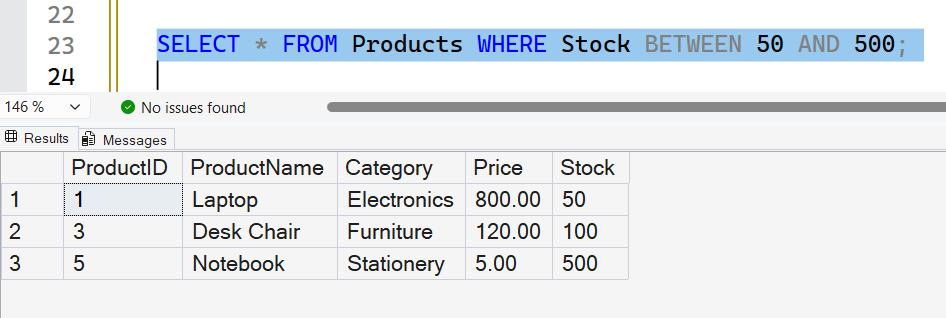 22
23 SELECT * FROM Products WHERE Stock BETWEEN 50 AND 500;
24
146 % No issues found
Results Messages
ProductID ProductName Category Price Stock
1 1 Laptop Electronics 800.00 50
2 3 Desk Chair Furniture 120.00 100
3 5 Notebook Stationery 5.00 500